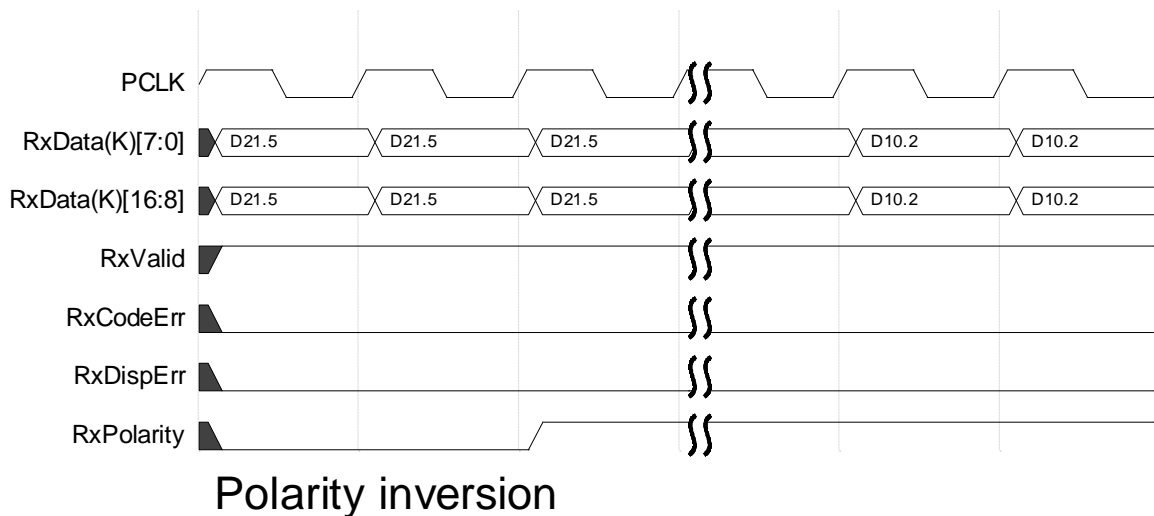 PCLK
RxData(K)[7:0] D21.5 D21.5 D21.5 D10.2 D10.2
RxData(K)[16:8] D21.5 D21.5 D21.5 D10.2 D10.2
RxValid
RxCodeErr
RxDispErr
RxPolarity
Polarity inversion